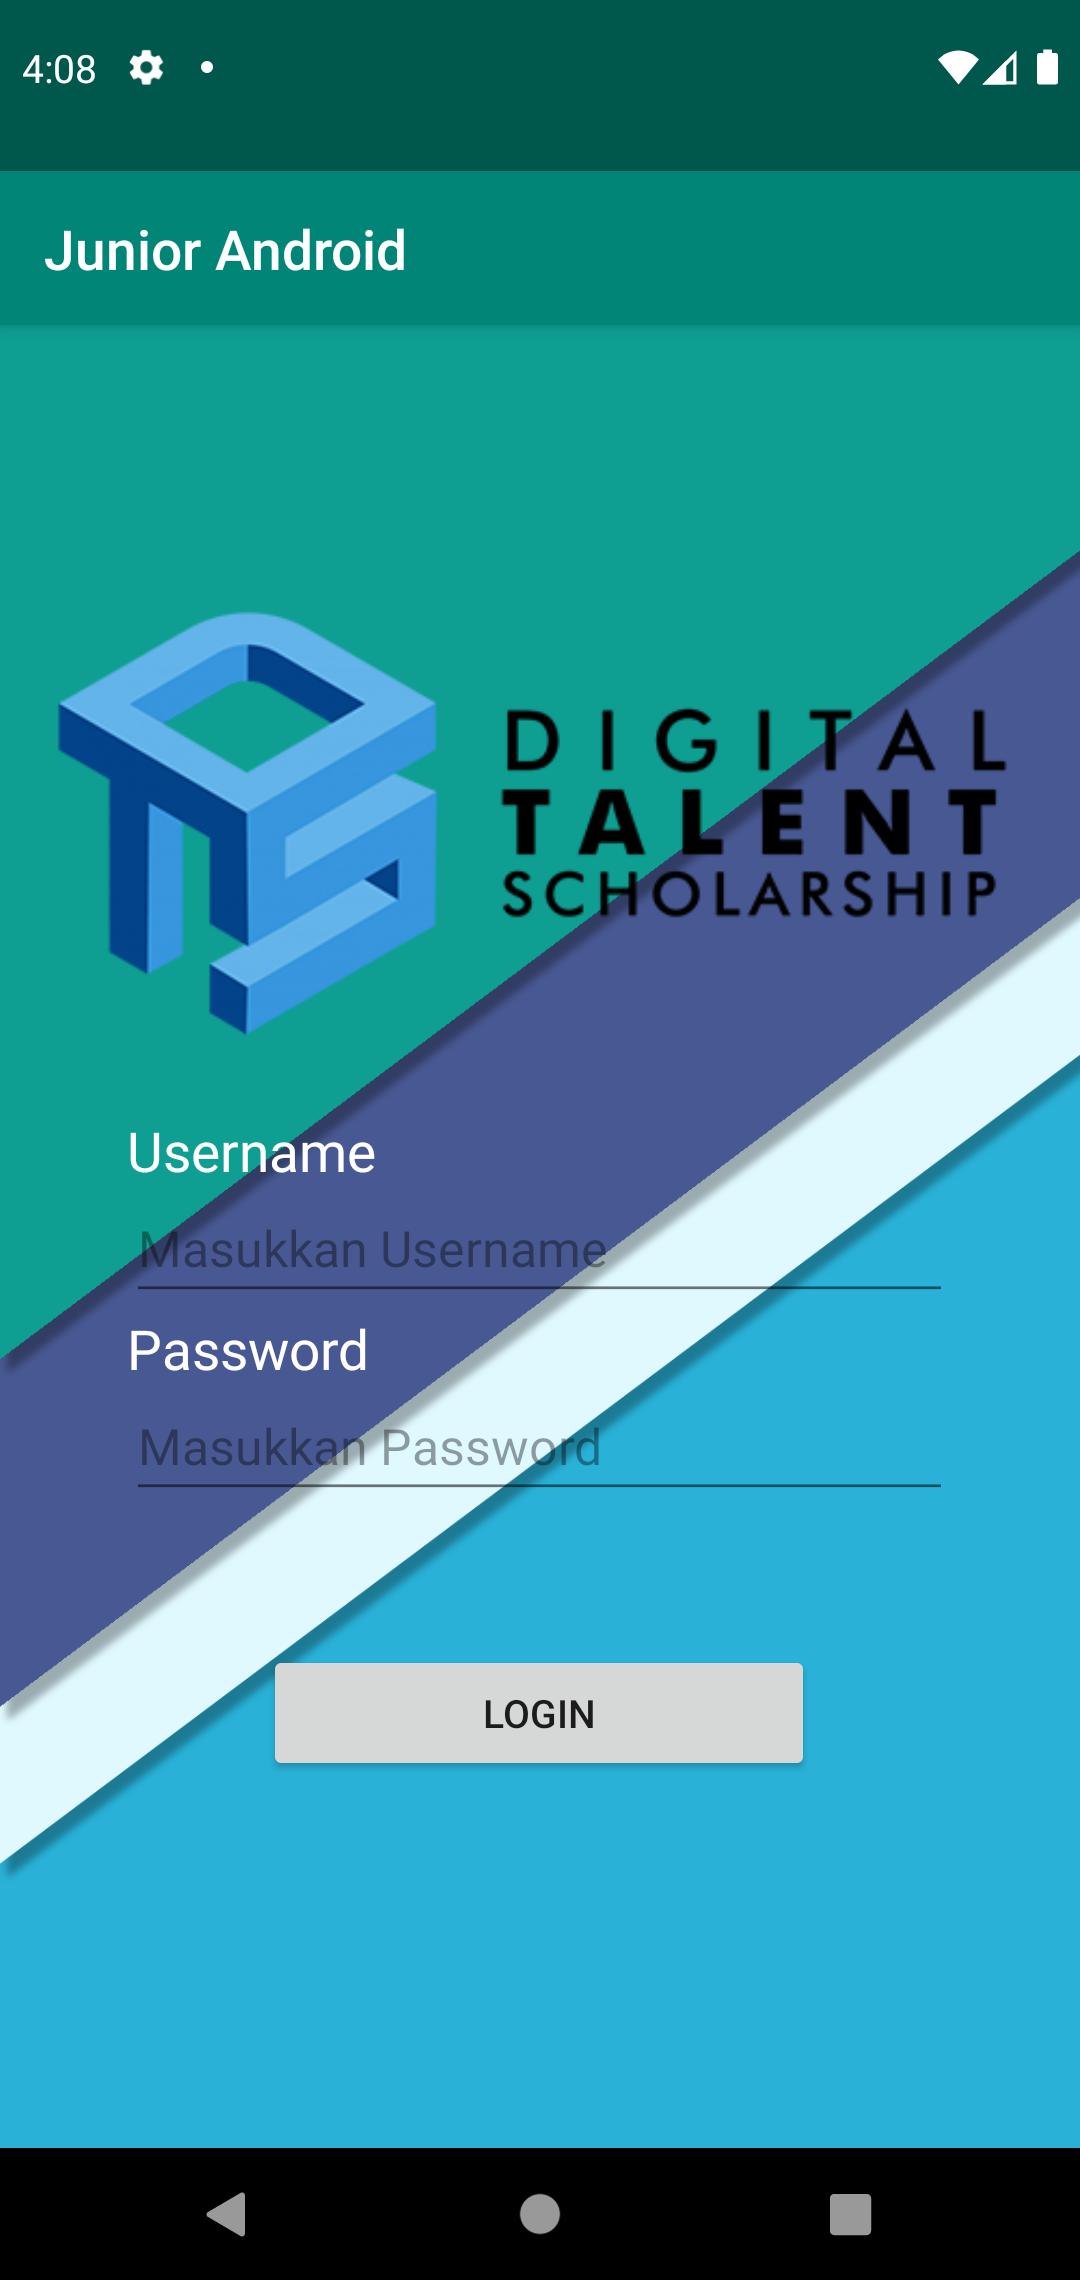 4:08
Junior Android
DIGITAL
TALENT
SCHOLARSHIP
Username
Masukkan Username
Password
Masukkan Password
LOGIN